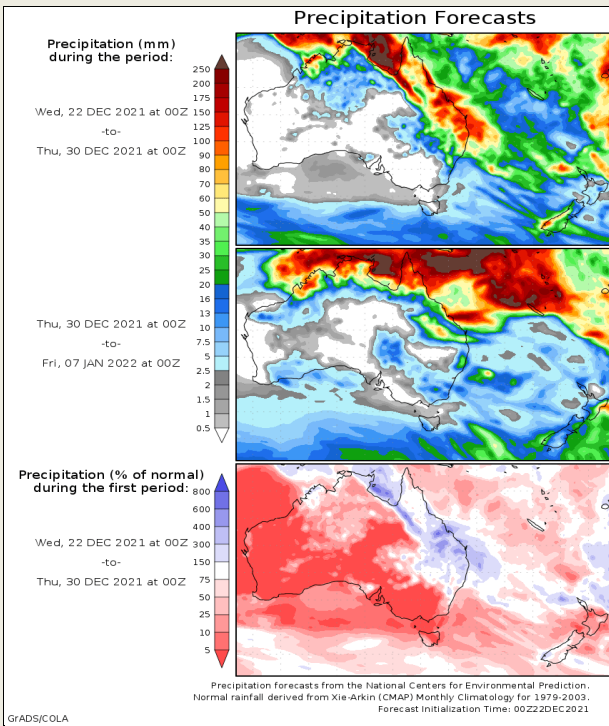 Precipitation Forecasts
Precipitation (mm)
during the period:
Wed, 22 DEC 2021 at 00Z
-to-
Thu, 30 DEC 2021 at 00Z
250
200
175
150
125
100
90
80
70
60
50
40
35
30
25
20
16
13
10
7.5
5
2.5
2
1.5
1
0.5
Thu, 30 DEC 2021 at 00Z
-to-
Fri, 07 JAN 2022 at 00Z
Precipitation (% of normal)
during the first period:
Wed, 22 DEC 2021 at 00Z
-to-
Thu, 30 DEC 2021 at 00Z
800
600
400
300
150
75
50
25
10
5
Precipitation forecasts from the National Centers for Environmental Prediction.
Normal rainfall derived from Xie-Arkin (CMAP) Monthly Climatology for 1979-2003.
Forecast Initialization Time: 00Z22DEC2021
GrADS/COLA